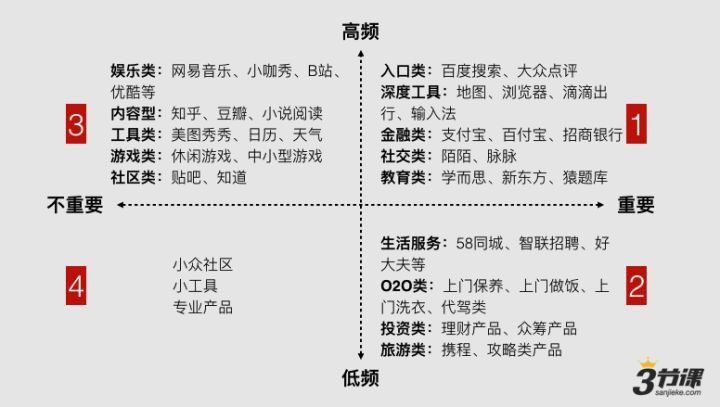 高频
娱乐类：网易音乐、小咖秀、B站、
优酷等
内容型：知乎、豆瓣、小说阅读
工具类：美图秀秀、日历、天气
游戏类：休闲游戏、中小型游戏
社区类：贴吧、知道
3
入口类：百度搜索、大众点评
深度工具：地图、浏览器、滴滴出
行、输入法
金融类：支付宝、百付宝、招商银行
社交类：陌陌、脉脉
教育类：学而思、新东方、猿题库
1
不重要
重要
4
小众社区
小工具
专业产品
生活服务：58同城、智联招聘、好
大夫等
O2O类：上门保养、上门做饭、上
门洗衣、代驾类
投资类：理财产品、众筹产品
旅游类：携程、攻略类产品
2
低频
3节课
sanjieke.com